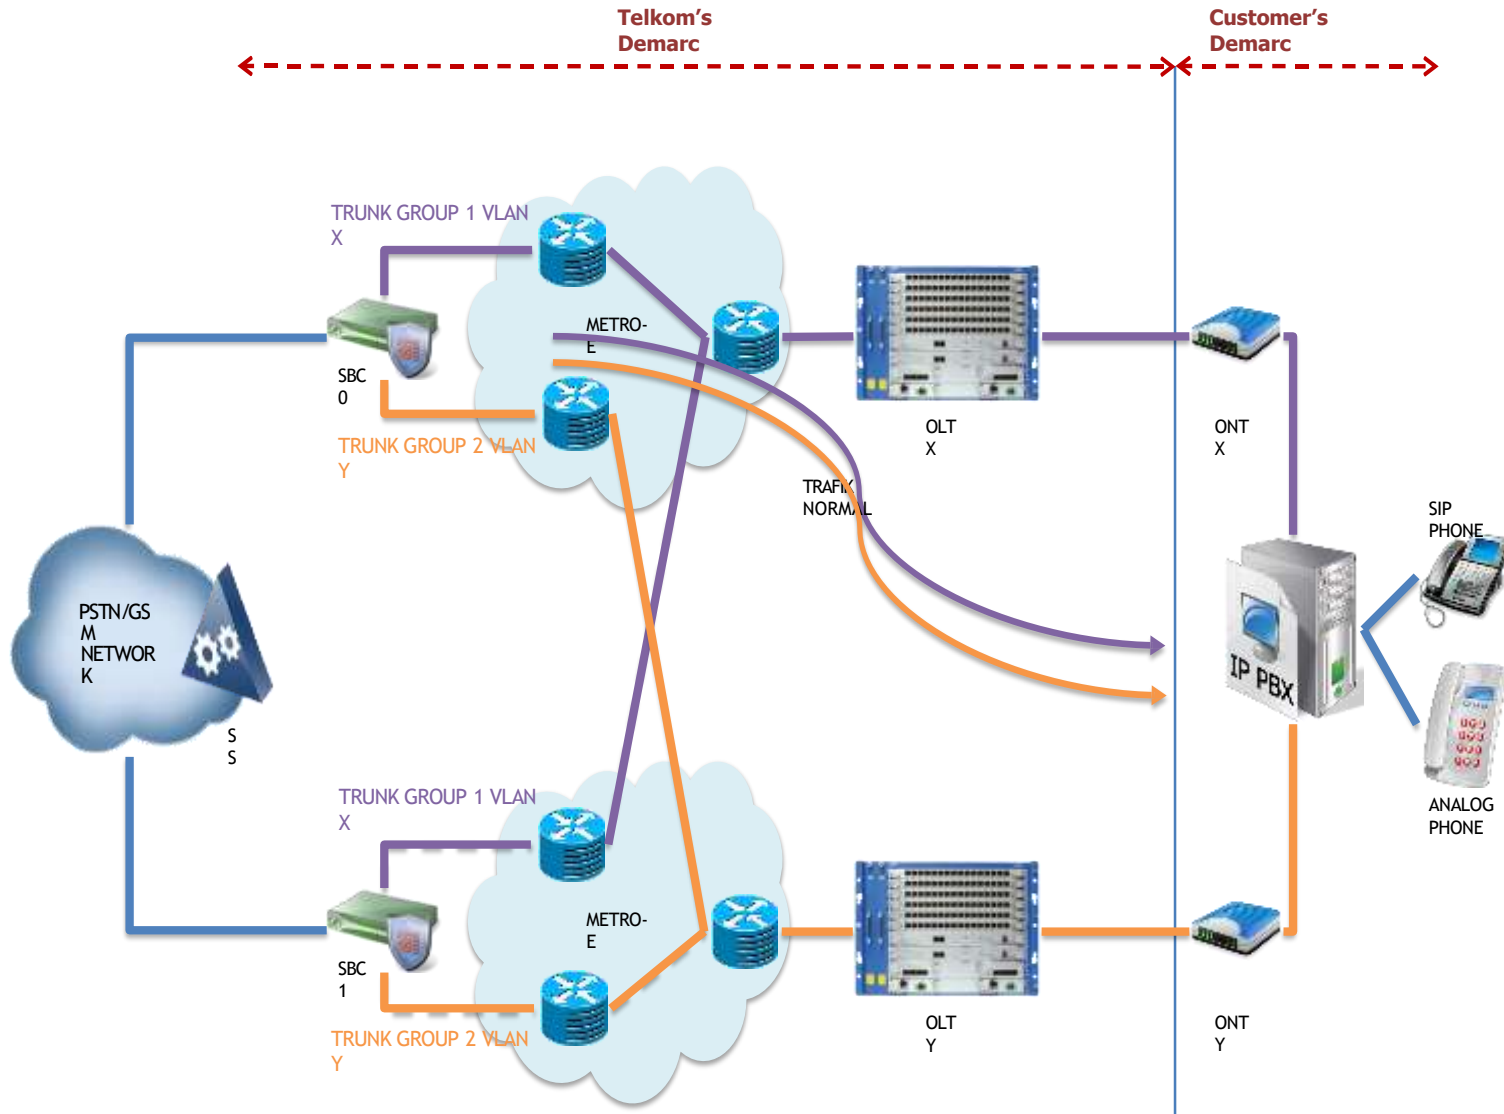 Telkom's
Demarc
Customer's
Demarc
TRUNK GROUP 1 VLAN
X
METRO-
E
SBC
0
TRUNK GROUP 2 VLAN
Y
OLT
X
ONT
X
TRAFIK
NORMAL
SIP
PHONE
PSTN/GS
M
NETWOR
K
IP PBX
S
S
TRUNK GROUP 1 VLAN
X
ANALOG
PHONE
METRO-
E
SBC
1
TRUNK GROUP 2 VLAN
Y
OLT
Y
ONT
Y